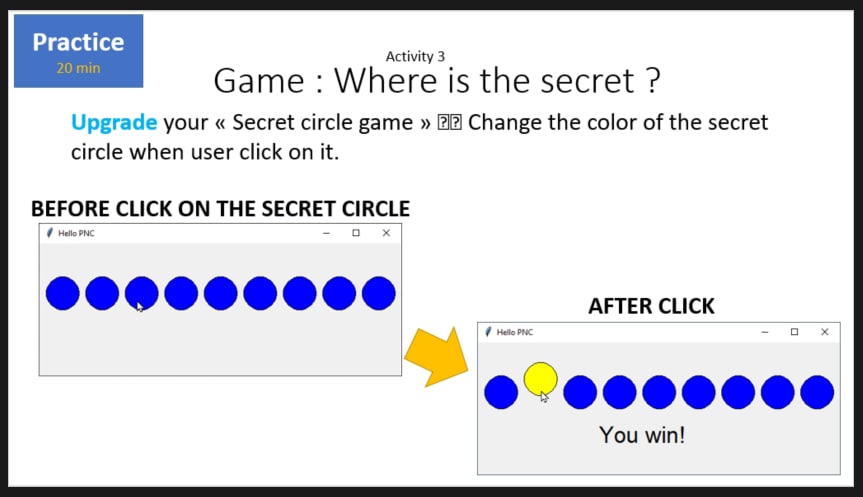 Practice
20 min
Activity 3
Game : Where is the secret ?
Upgrade your « Secret circle game » ⍰⍰ Change the color of the secret
circle when user click on it.
BEFORE CLICK ON THE SECRET CIRCLE
Hello PNC
AFTER CLICK
Hello PNC
You win!